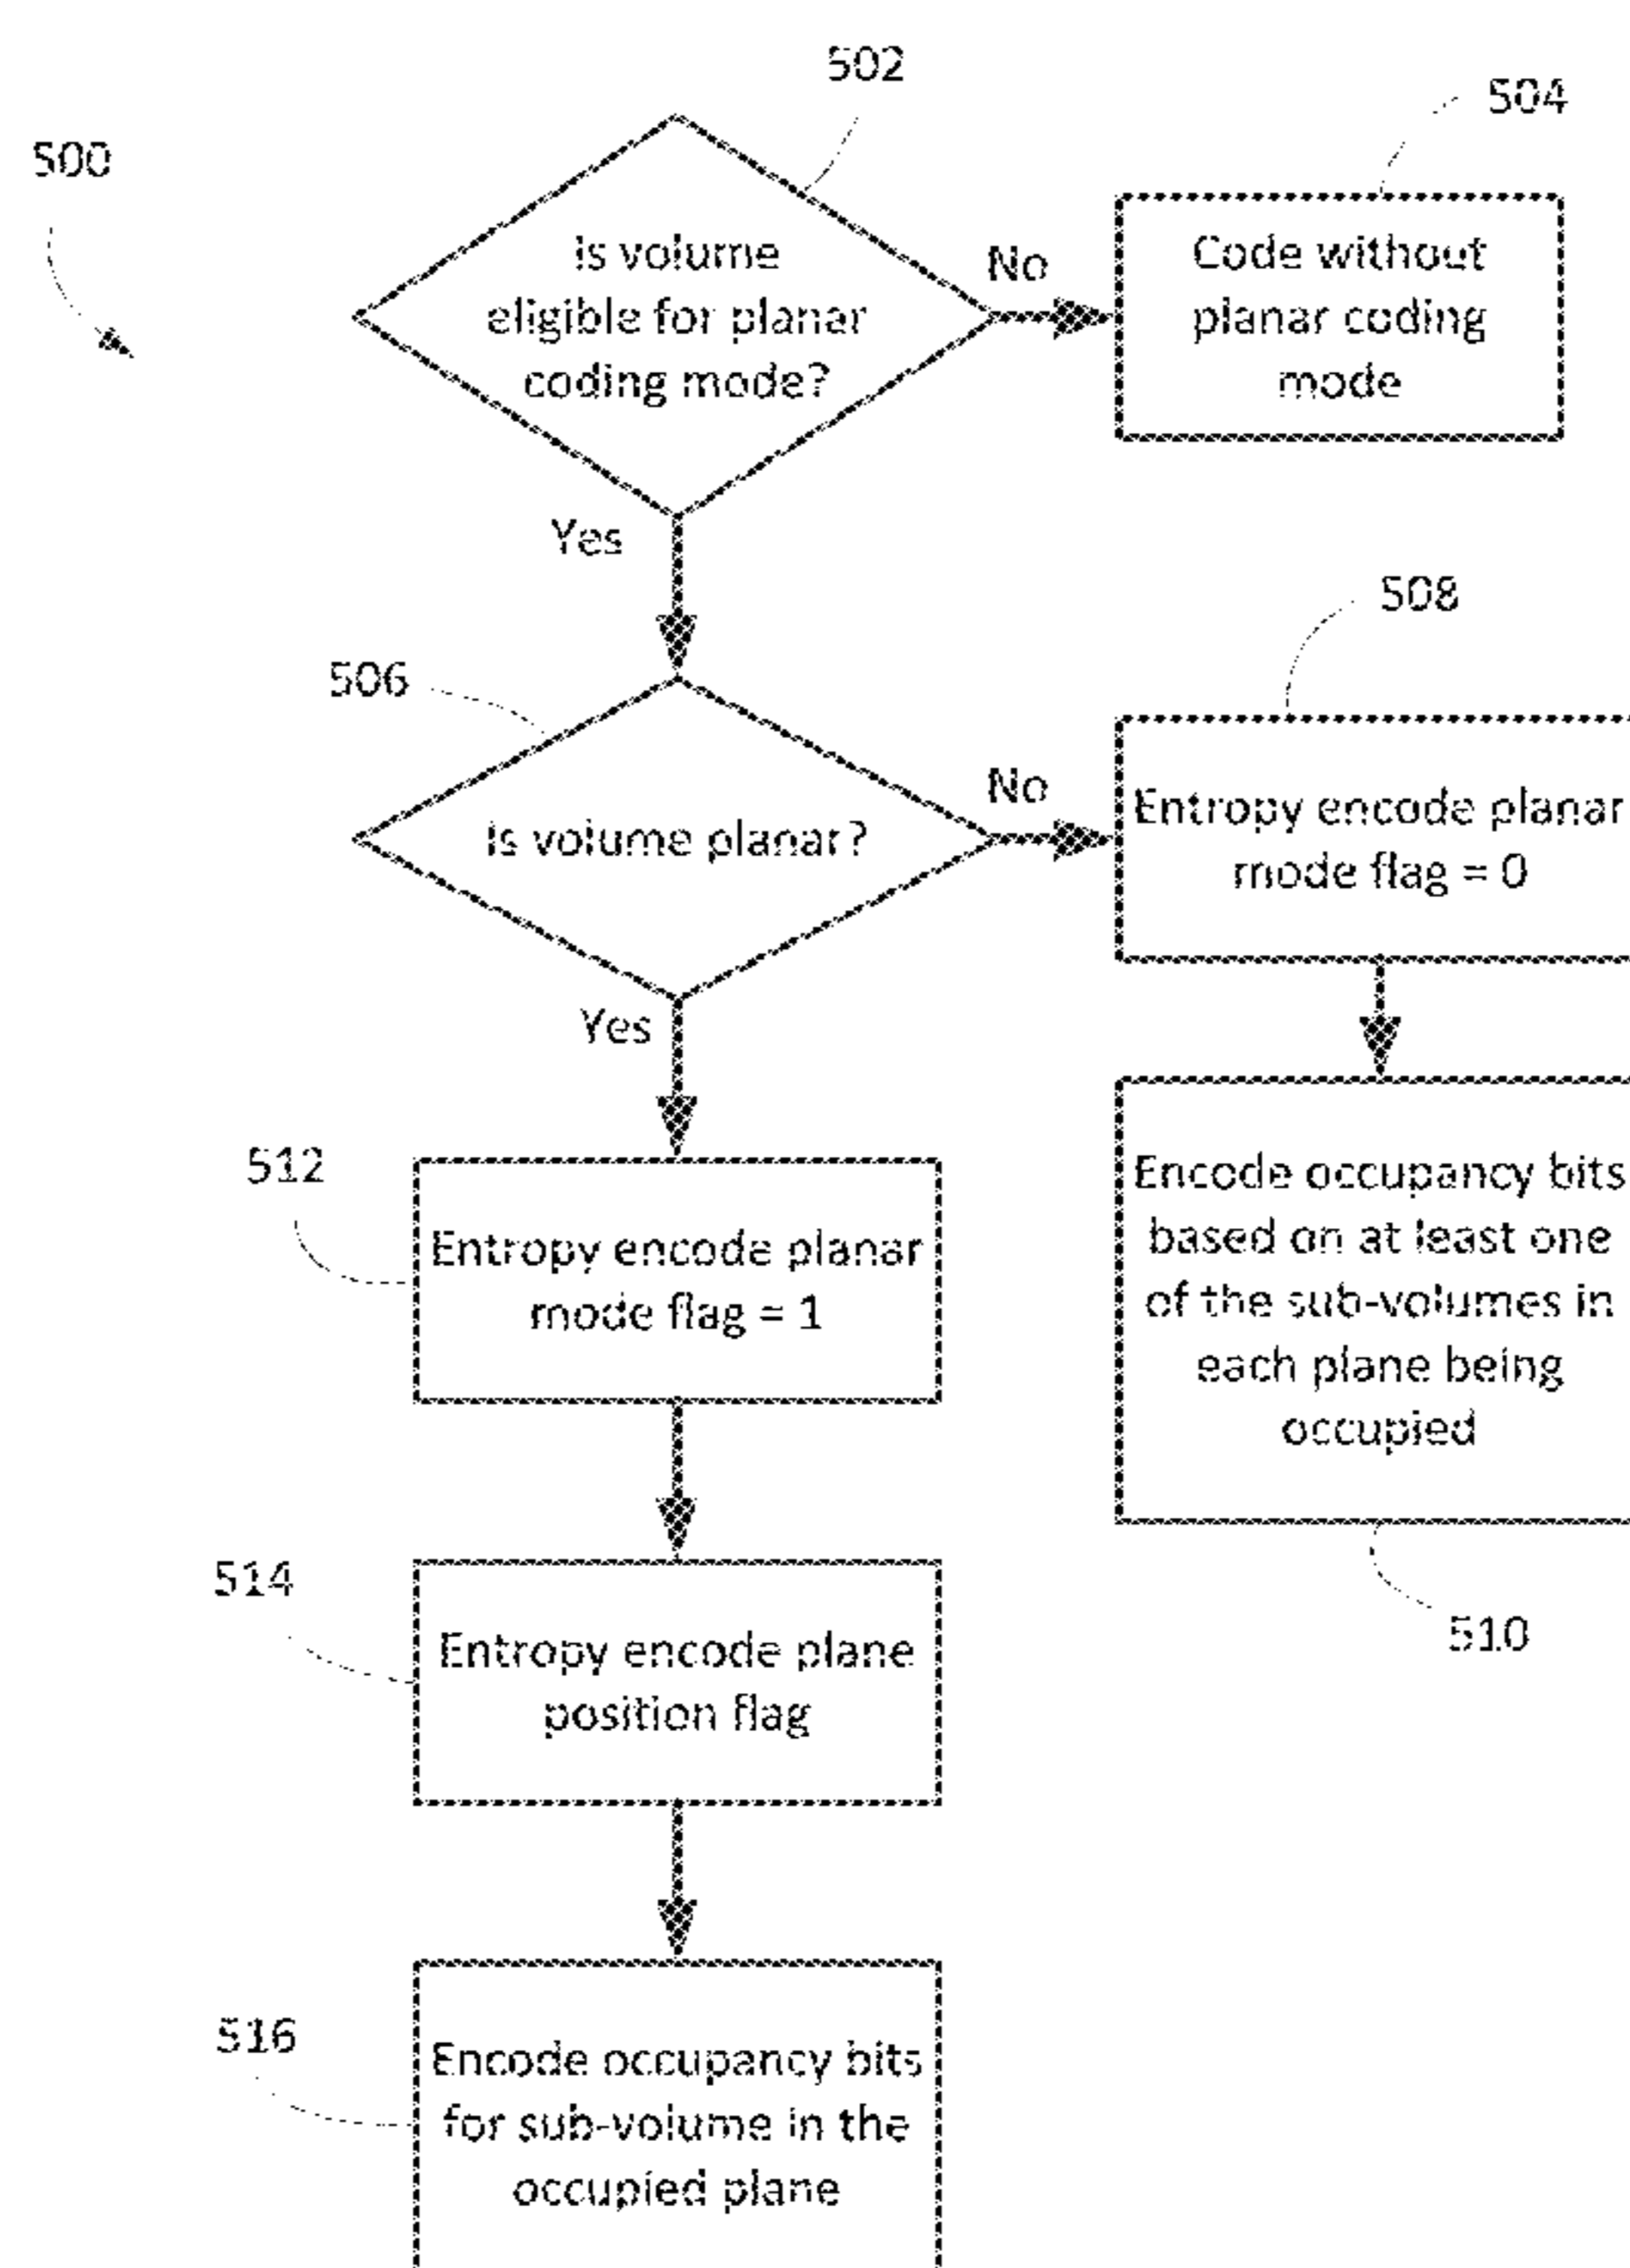 502
504
500
Is volume
eligible for planar
coding mode?
No
Code without
planar coding
mode
Yes
508
506
Is volume planar?
No
Entropy encode planar
mode flag = 0
Yes
512
Entropy encode planar
mode flag = 1
Encode occupancy bits
based on at least one
of the sub-volumes in
each plane being
occupied
514
510
Entropy encode plane
position flag
516
Encode occupancy bits
for sub-volume in the
occupied plane